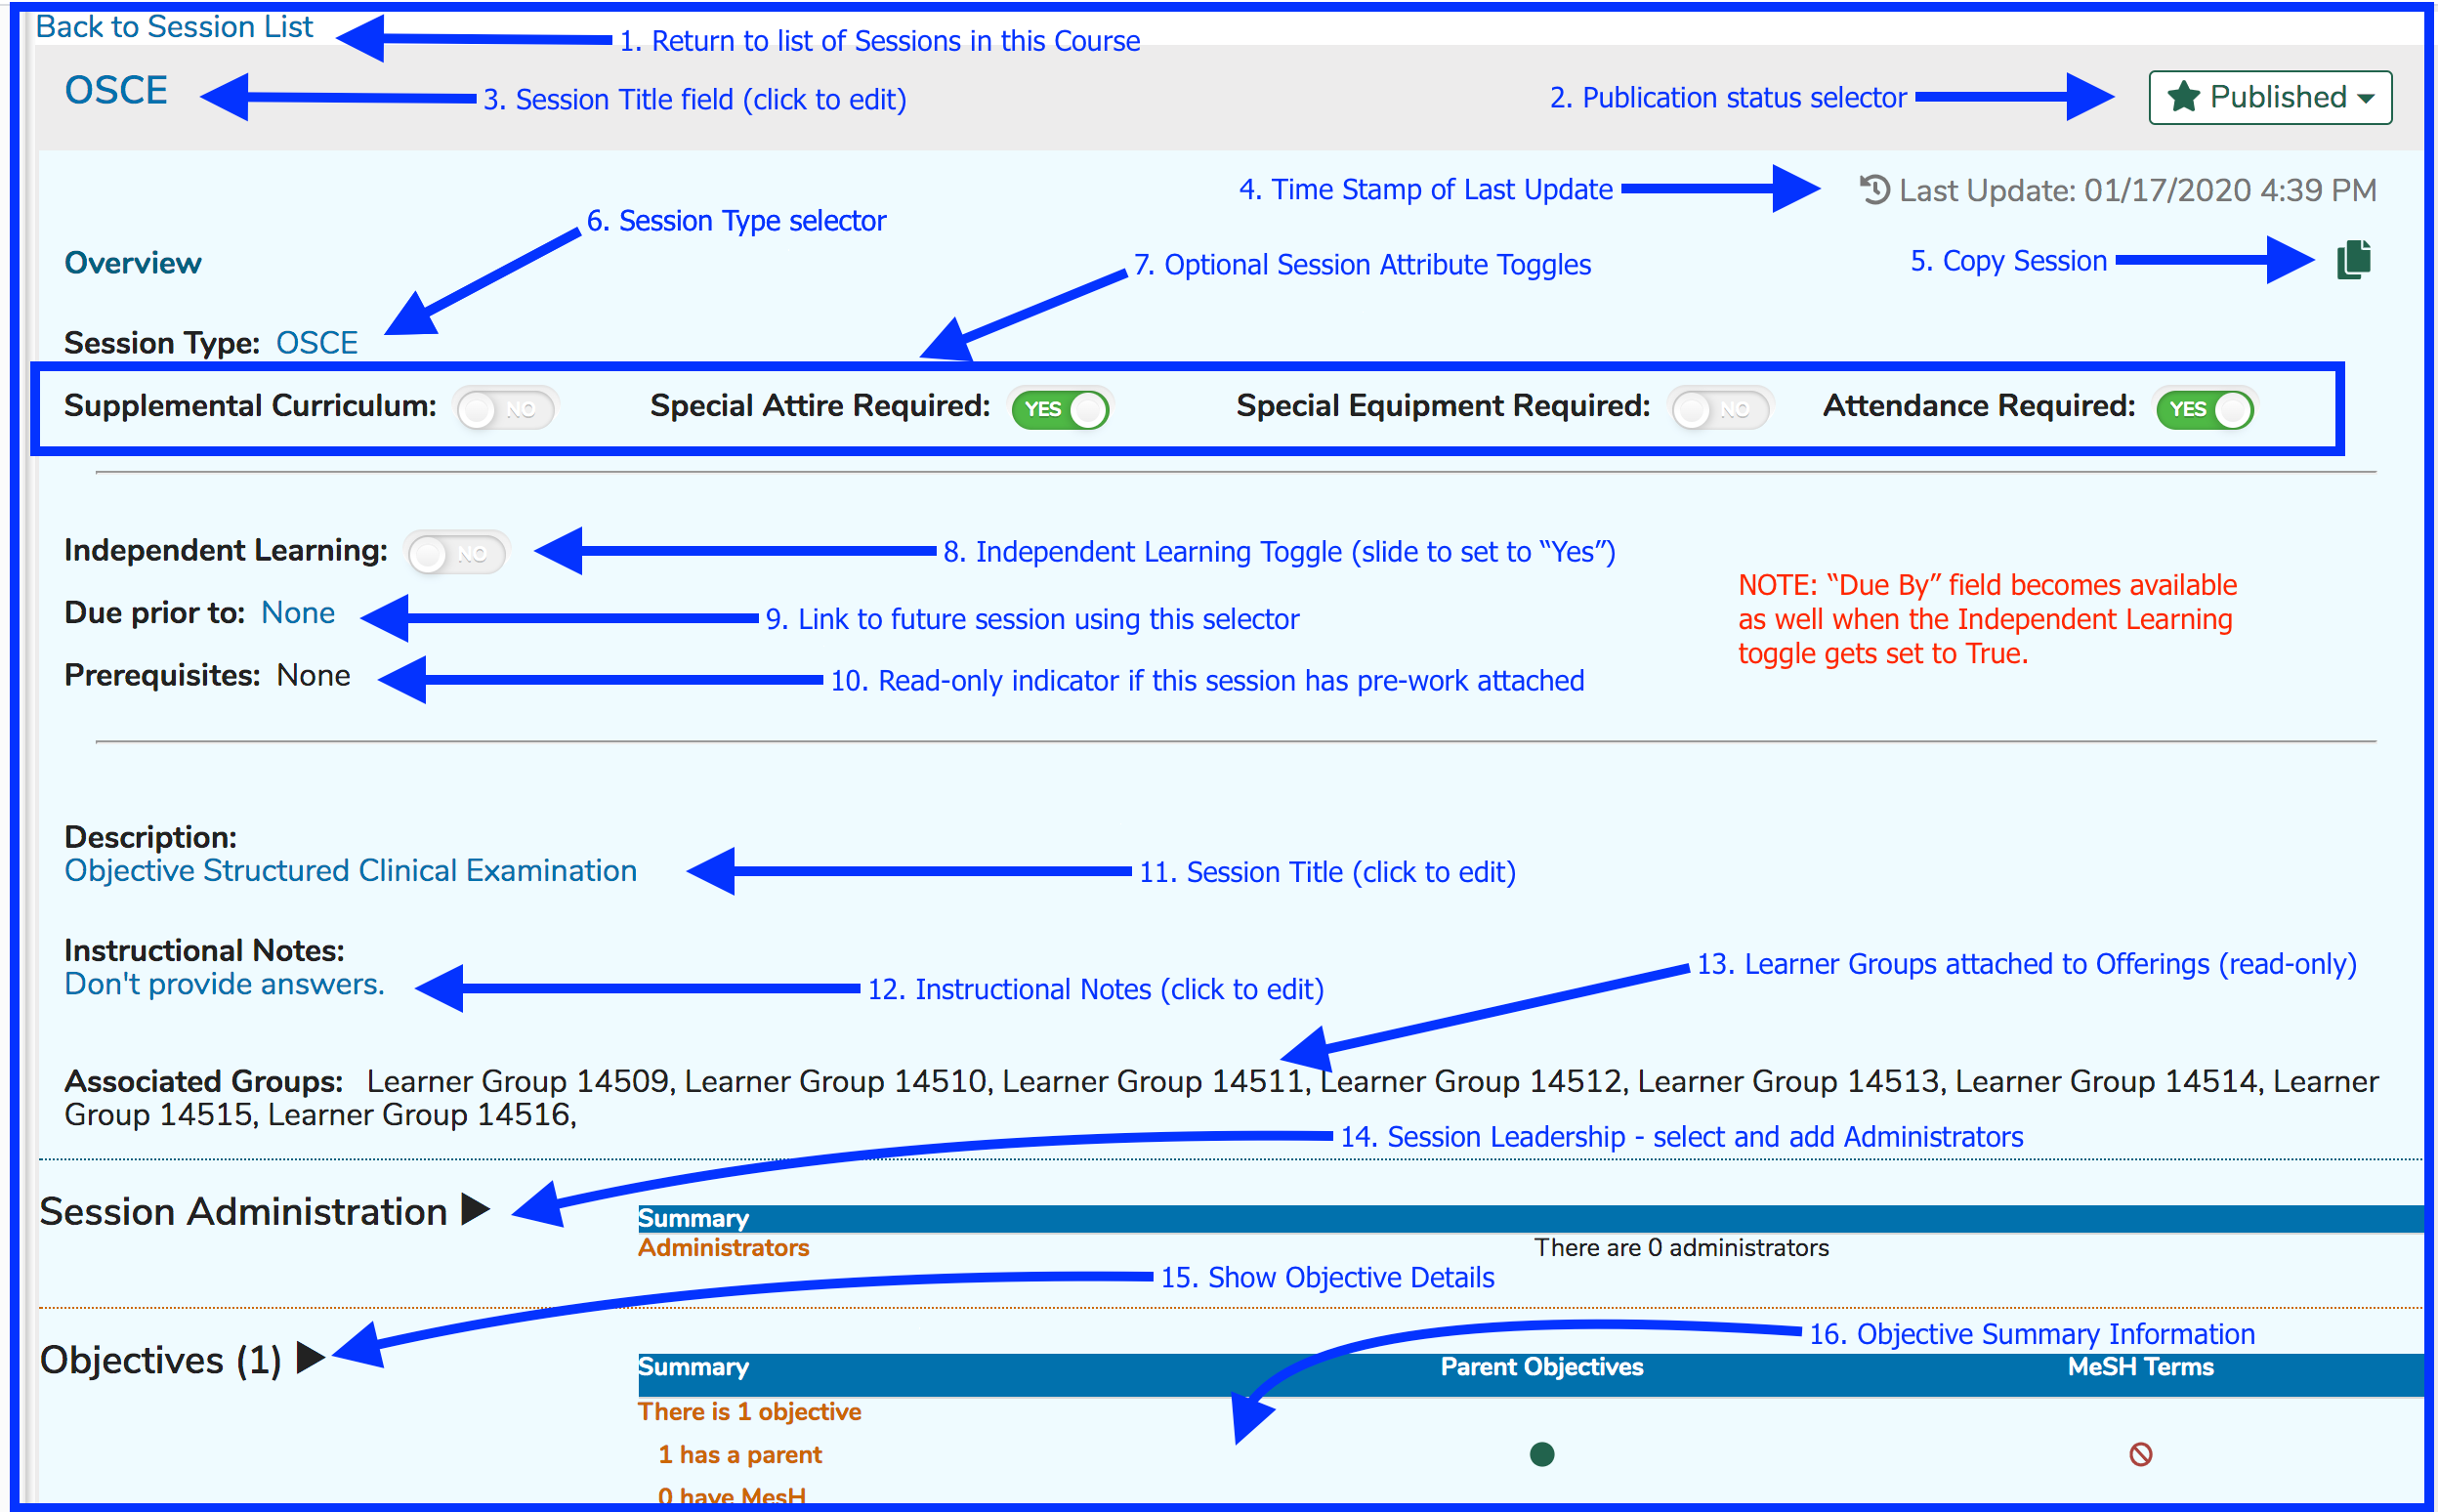 Back to Session List
1. Return to list of Sessions in this Course
OSCE
3. Session Title field (click to edit)
2. Publication status selector
Published
4. Time Stamp of Last Update
Last Update: 01/17/2020 4:39 PM
6. Session Type selector
Overview
7. Optional Session Attribute Toggles
5. Copy Session
Session Type: OSCE
Supplemental Curriculum: NO Special Attire Required: YES Special Equipment Required: NO Attendance Required: YES
Independent Learning: NO
8. Independent Learning Toggle (slide to set to “Yes”)
NOTE: “Due By” field becomes available
as well when the Independent Learning
toggle gets set to True.
Due prior to: None
9. Link to future session using this selector
Prerequisites: None
10. Read-only indicator if this session has pre-work attached
Description:
Objective Structured Clinical Examination
11. Session Title (click to edit)
Instructional Notes:
Don't provide answers.
12. Instructional Notes (click to edit)
13. Learner Groups attached to Offerings (read-only)
Associated Groups: Learner Group 14509, Learner Group 14510, Learner Group 14511, Learner Group 14512, Learner Group 14513, Learner Group 14514, Learner
Group 14515, Learner Group 14516,
14. Session Leadership - select and add Administrators
Session Administration
Summary
Administrators There are 0 administrators
15. Show Objective Details
Objectives (1)
16. Objective Summary Information
Summary Parent Objectives MeSH Terms
There is 1 objective
1 has a parent
0 have MesH